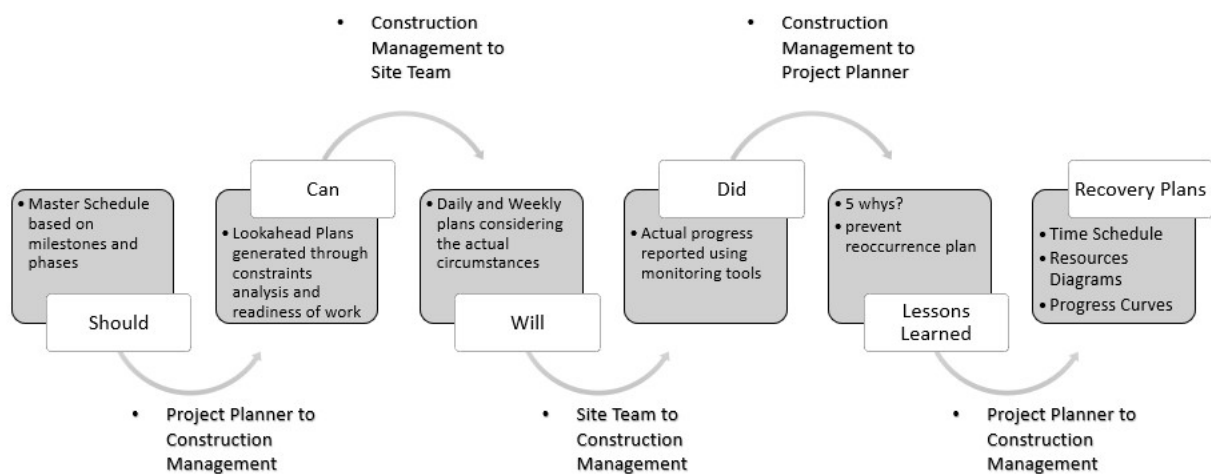 • Construction
Management to
Site Team
• Construction
Management to
Project Planner
• Master Schedule
based on
milestones and
phases
Should
Can
• Lookahead Plans
generated through
constraints
analysis and
readiness of work
• Daily and Weekly
plans considering
the actual
circumstances
Will
Did
• Actual progress
reported using
monitoring tools
• 5 whys?
• prevent
reoccurrence plan
Lessons
Learned
Recovery Plans
• Time Schedule
• Resources
Diagrams
• Progress Curves
• Project Planner to
Construction
Management
• Site Team to
Construction
Management
• Project Planner to
Construction
Management